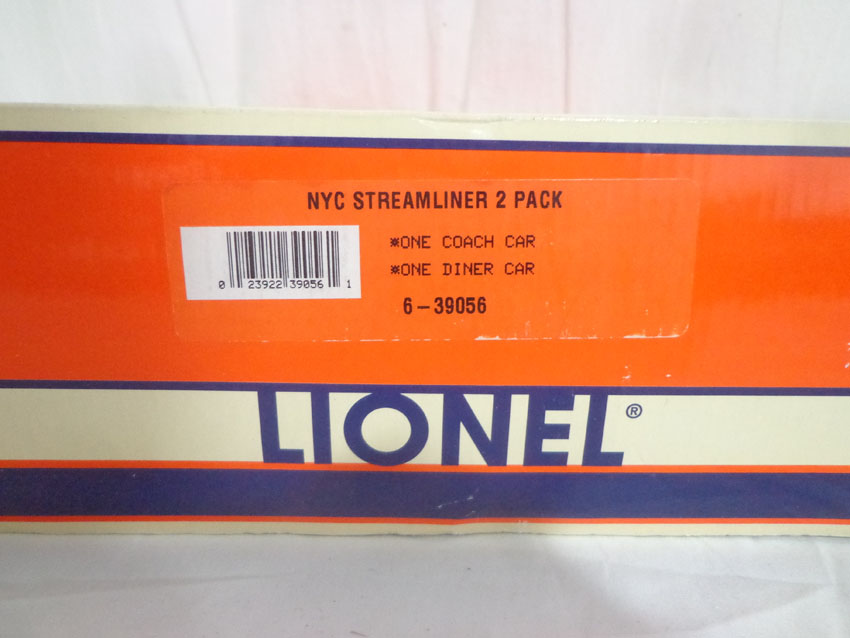 NYC STREAMLINER 2 PACK
*ONE COACH CAR
*ONE DINER CAR
0 23922 39056 1
6-39056
LIONEL®